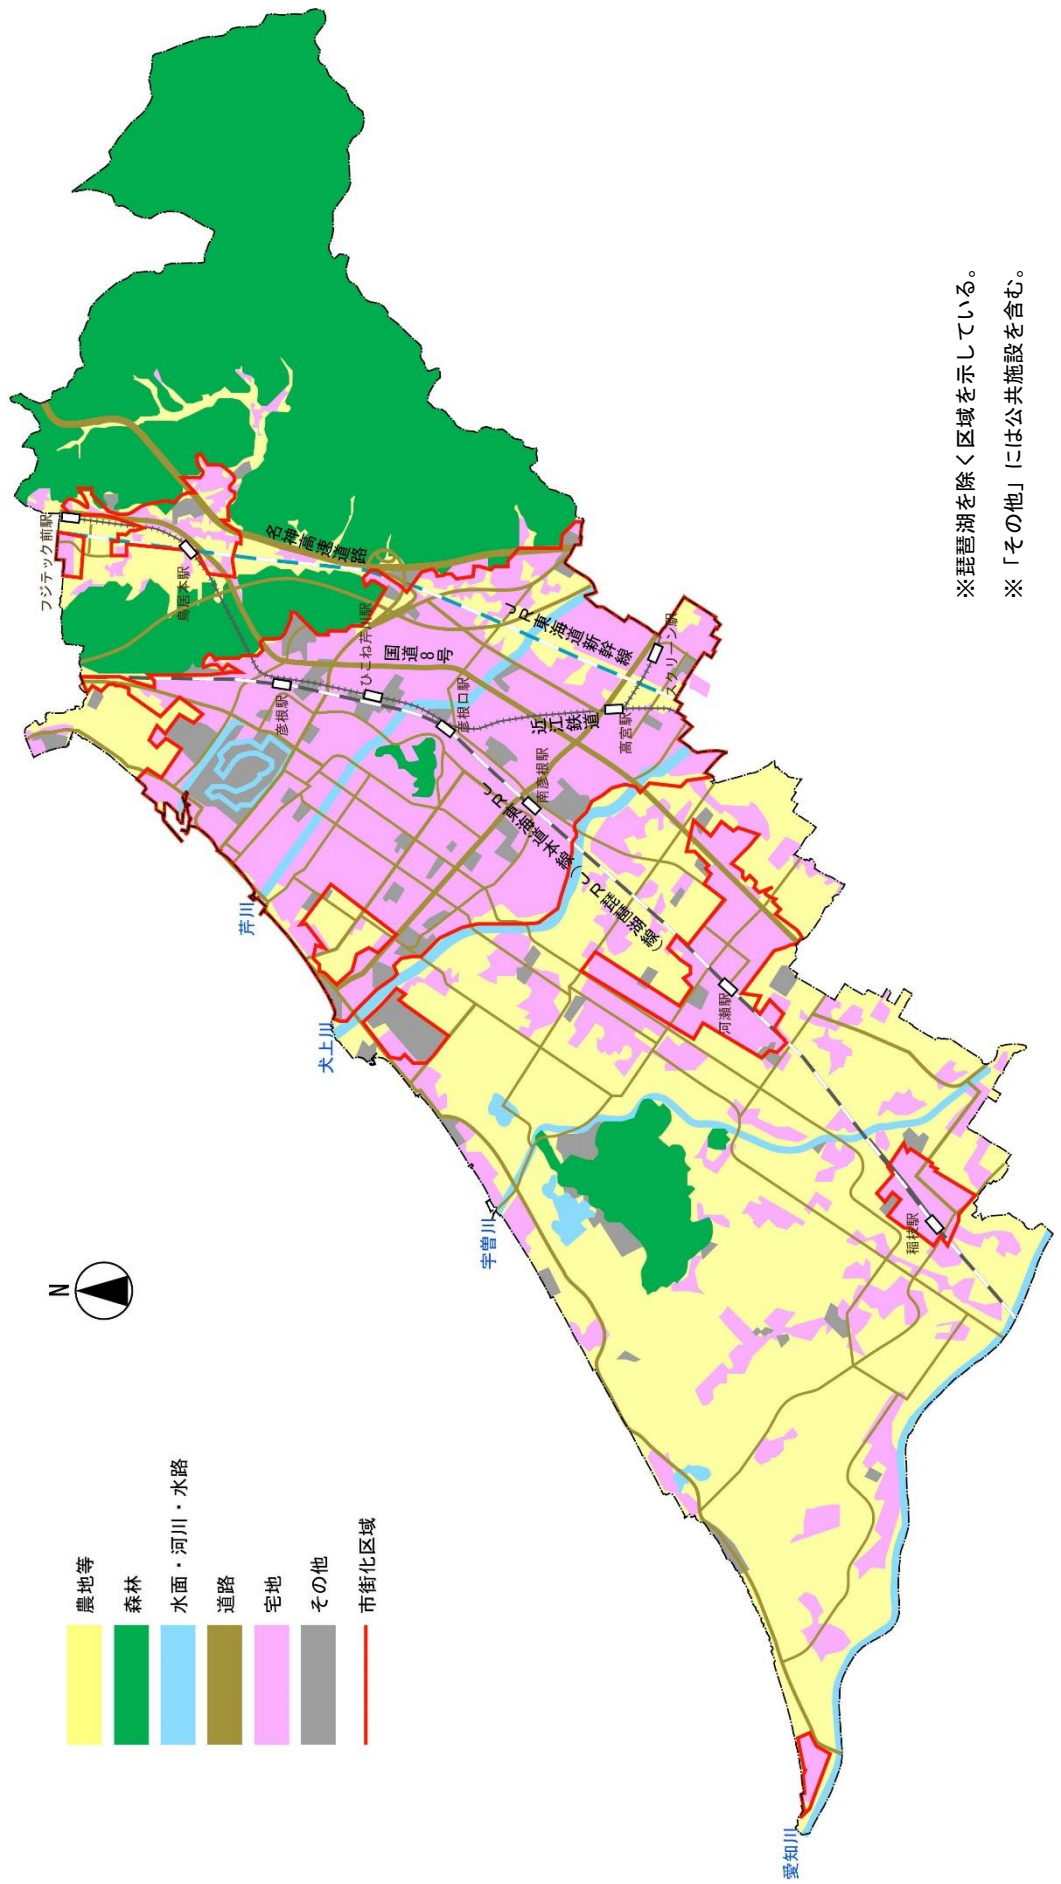 N
農地等
森林
水面・河川・水路
道路
宅地
その他
市街化区域
フジテック前駅
鳥居本駅
名神高速道路
彦根駅
ひこね芹川駅
国道8号
彦根口駅
JR東海道新幹線
スクリーン駅
近江鉄道
高宮駅
南彦根駅
JR東海道本線(JR琵琶湖線)
河瀬駅
稲枝駅
芹川
犬上川
宇曽川
愛知川
※琵琶湖を除く区域を示している。
※「その他」には公共施設を含む。